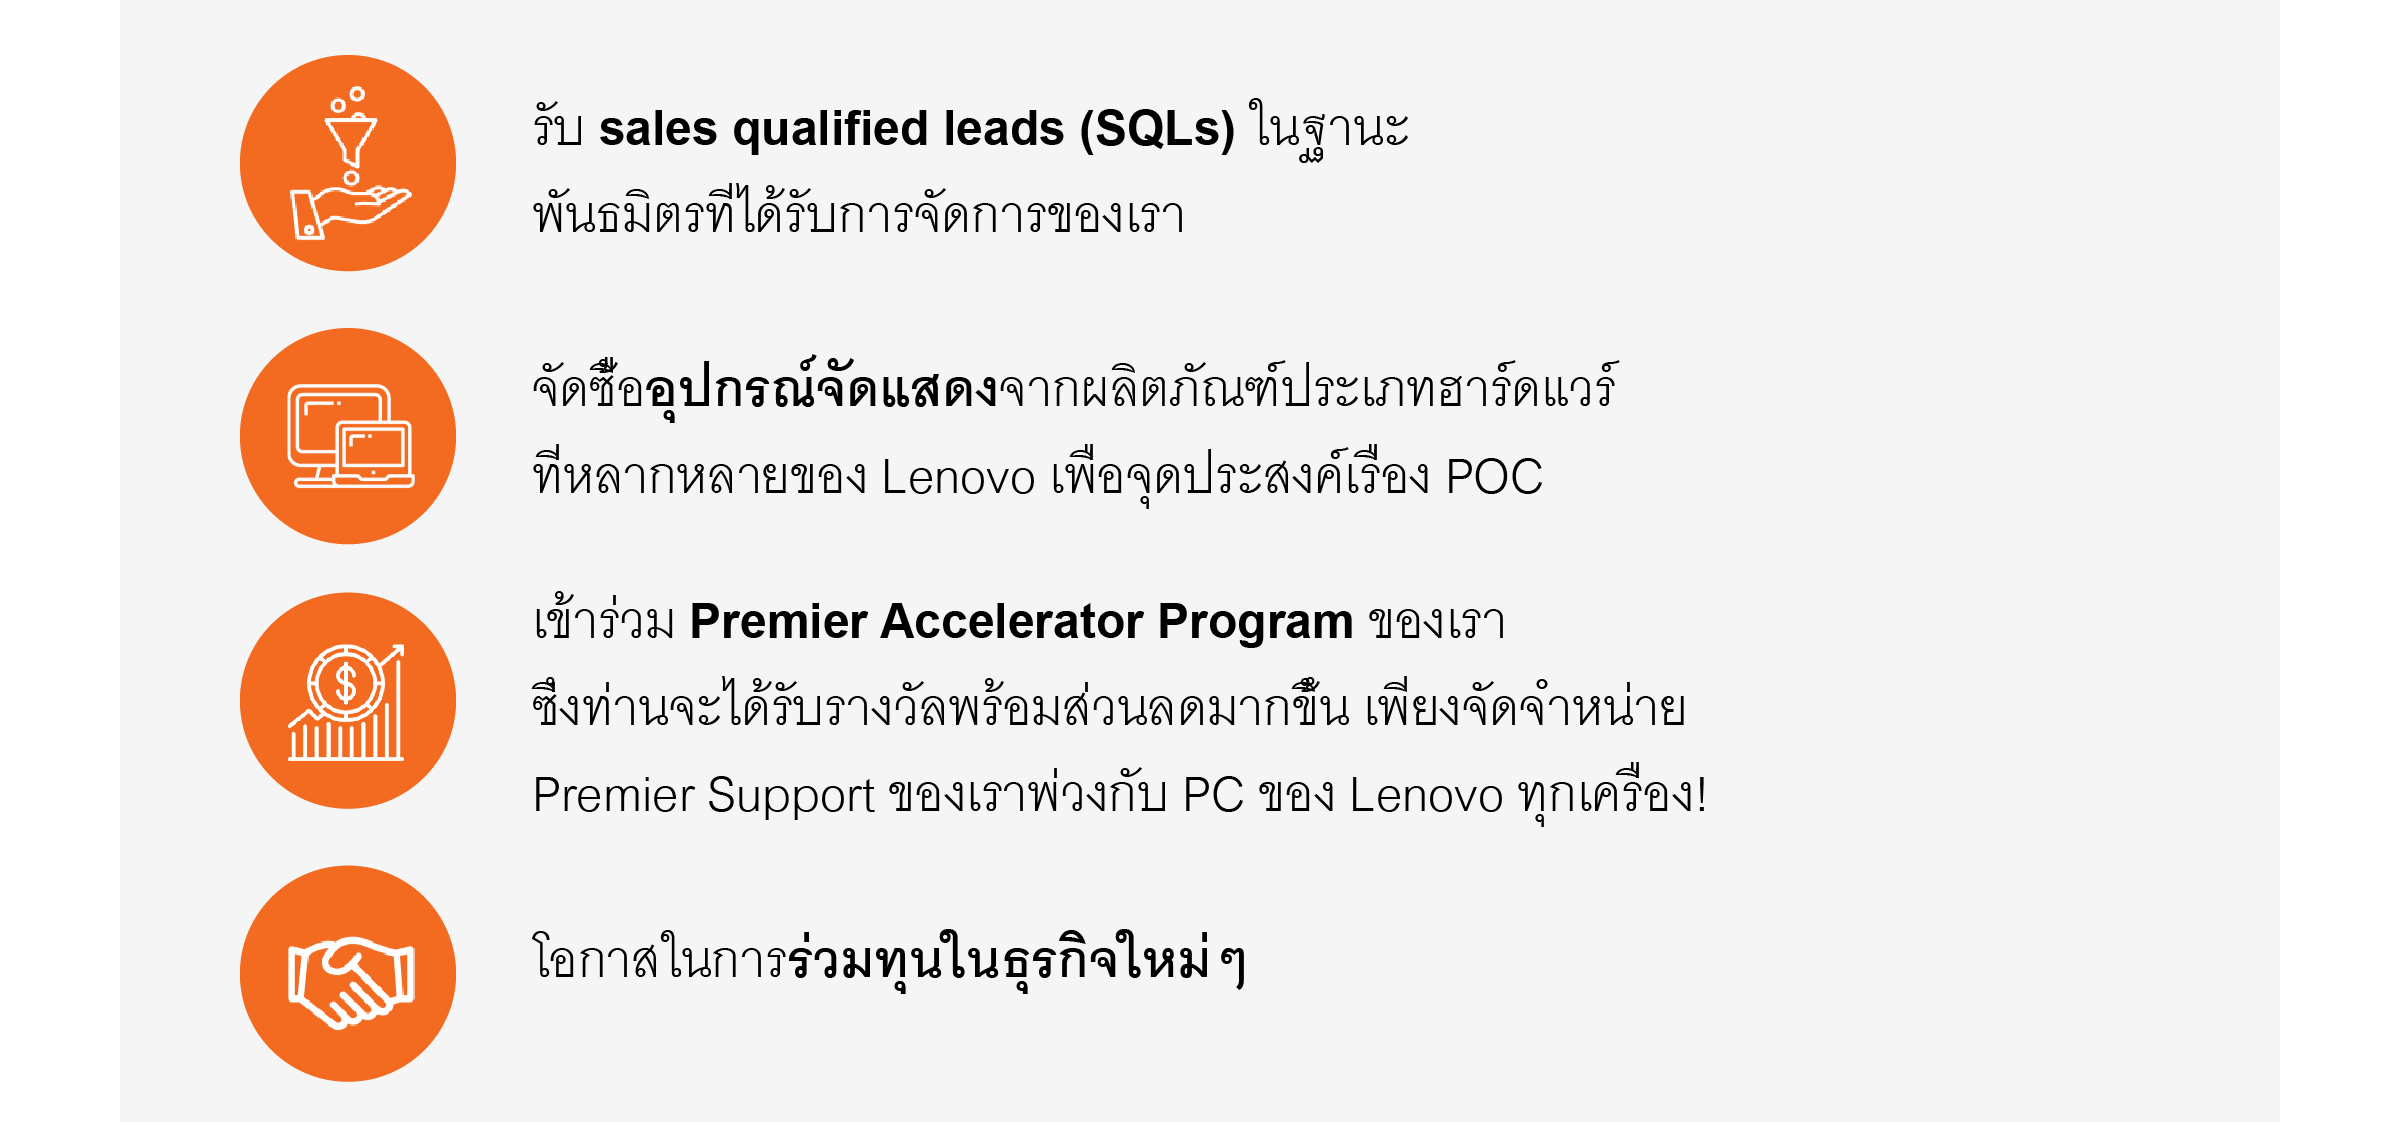 รับ sales qualified leads (SQLs) ในฐานะ
พันธมิตรที่ได้รับการจัดการของเรา
จัดซื้ออุปกรณ์จัดแสดงจากผลิตภัณฑ์ประเภทฮาร์ดแวร์
ที่หลากหลายของ Lenovo เพื่อจุดประสงค์เรื่อง POC
เข้าร่วม Premier Accelerator Program ของเรา
ซึ่งท่านจะได้รับรางวัลพร้อมส่วนลดมากขึ้น เพียงจัดจำหน่าย
Premier Support ของเราพ่วงกับ PC ของ Lenovo ทุกเครื่อง!
โอกาสในการร่วมทุนในธุรกิจใหม่ๆ